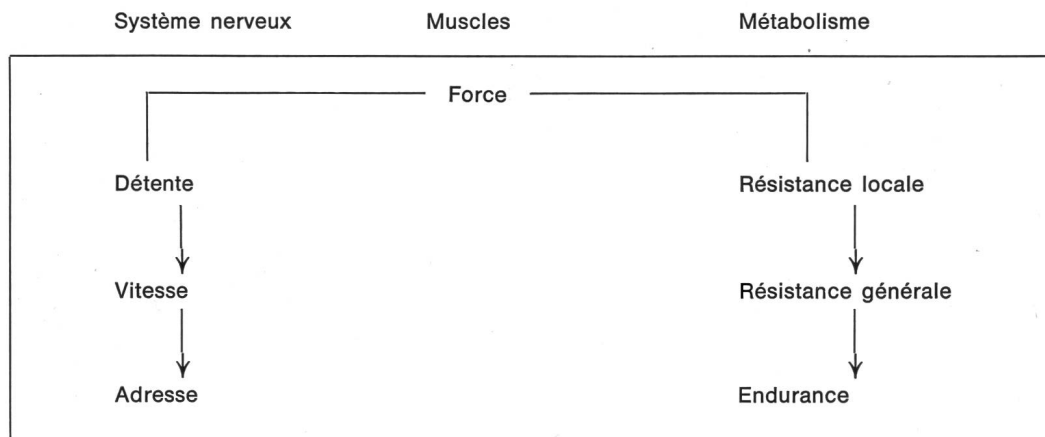 Système nerveux Muscles Métabolisme
Force
Détente Résistance locale
Vitesse Résistance générale
Adresse Endurance